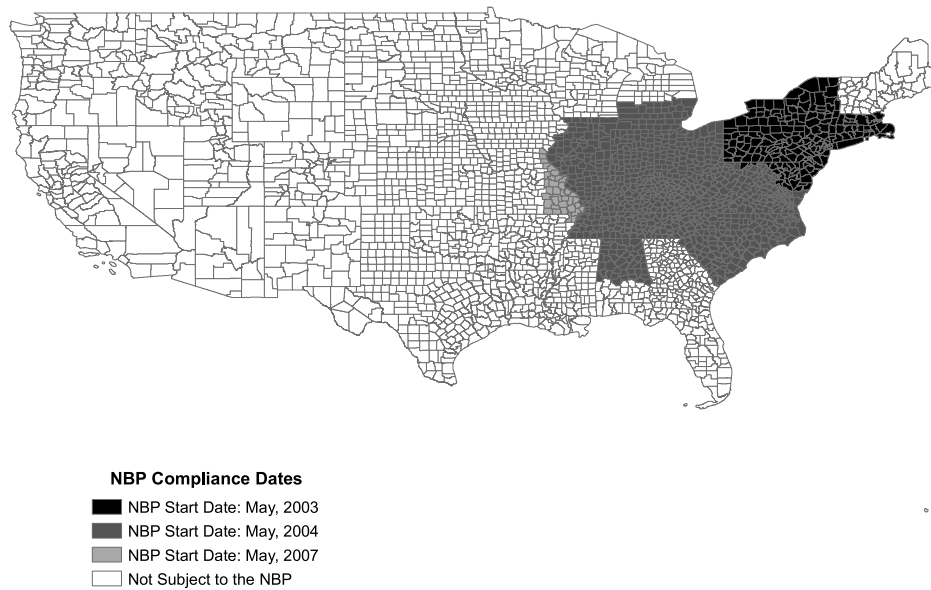 NBP Compliance Dates
NBP Start Date: May, 2003
NBP Start Date: May, 2004
NBP Start Date: May, 2007
Not Subject to the NBP